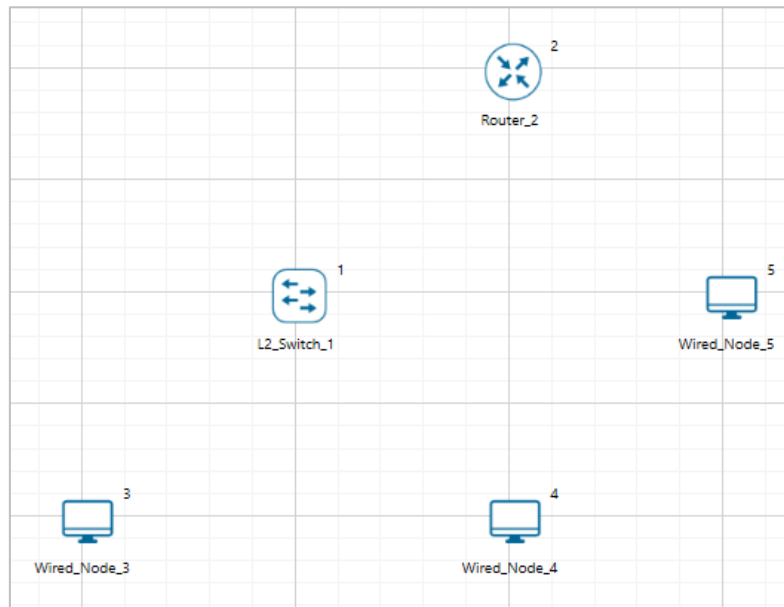 2
Router_2
1
L2_Switch_1
5
Wired_Node_5
3
Wired_Node_3
4
Wired_Node_4